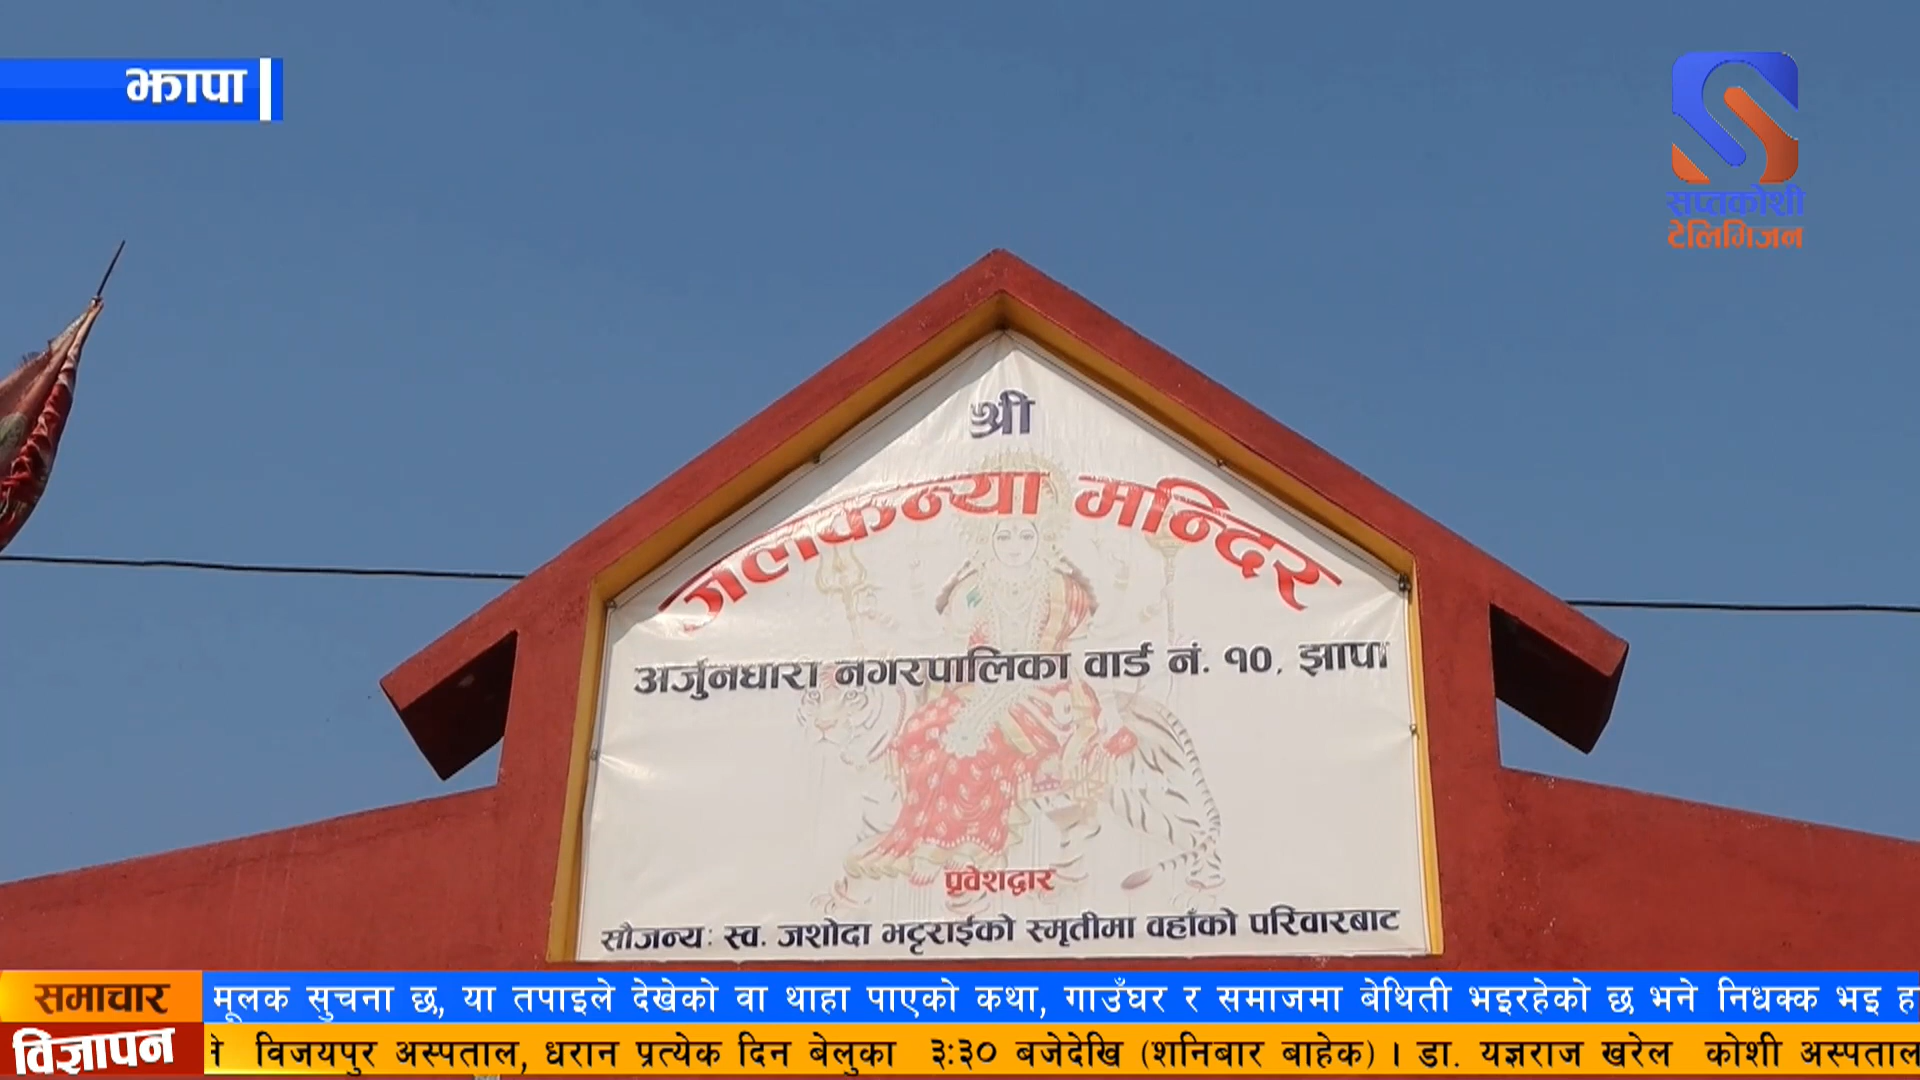 झापा
सप्तकोशी
टेलिभिजन
श्री
जलकन्या मन्दिर
अर्जुनधारा नगरपालिका वार्ड नं. १०, झापा
प्रवेशद्वार
सौजन्य: स्व. जशोदा भट्टराईको स्मृतीमा वहाँको परिवारबाट
समाचार मूलक सुचना छ, या तपाइले देखेको वा थाहा पाएको कथा, गाउँघर र समाजमा बेथिती भइरहेको छ भने निधक्क भइ ह
विज्ञापन ने विजयपुर अस्पताल, धरान प्रत्येक दिन बेलुका ३:३० बजेदेखि (शनिबार बाहेक) । डा. यज्ञराज खरेल कोशी अस्पताल